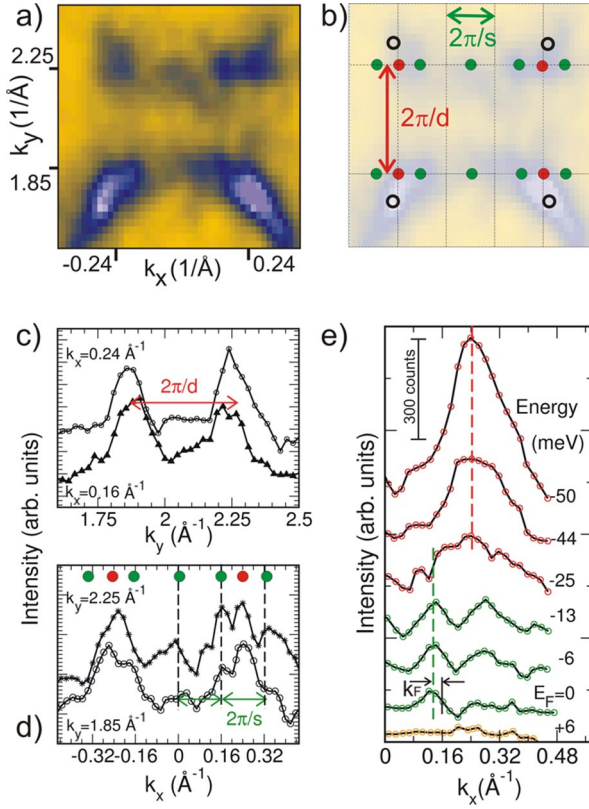 a)
2.25
k_y (1/Å)
1.85
-0.24 k_x (1/Å) 0.24
b)
2π/s
2π/d
c)
k_x=0.24 Å⁻¹
2π/d
k_x=0.16 Å⁻¹
1.75 2 2.25 2.5
k_y (Å⁻¹)
Intensity (arb. units)
k_y=2.25 Å⁻¹
k_y=1.85 Å⁻¹
2π/s
d)
-0.32 -0.16 0 0.16 0.32
k_x (Å⁻¹)
e)
300 counts
Energy
(meV)
-50
-44
-25
-13
-6
k_F
E_F=0
+6
Intensity (arb. units)
0 0.16 0.32 0.48
k_x (Å⁻¹)